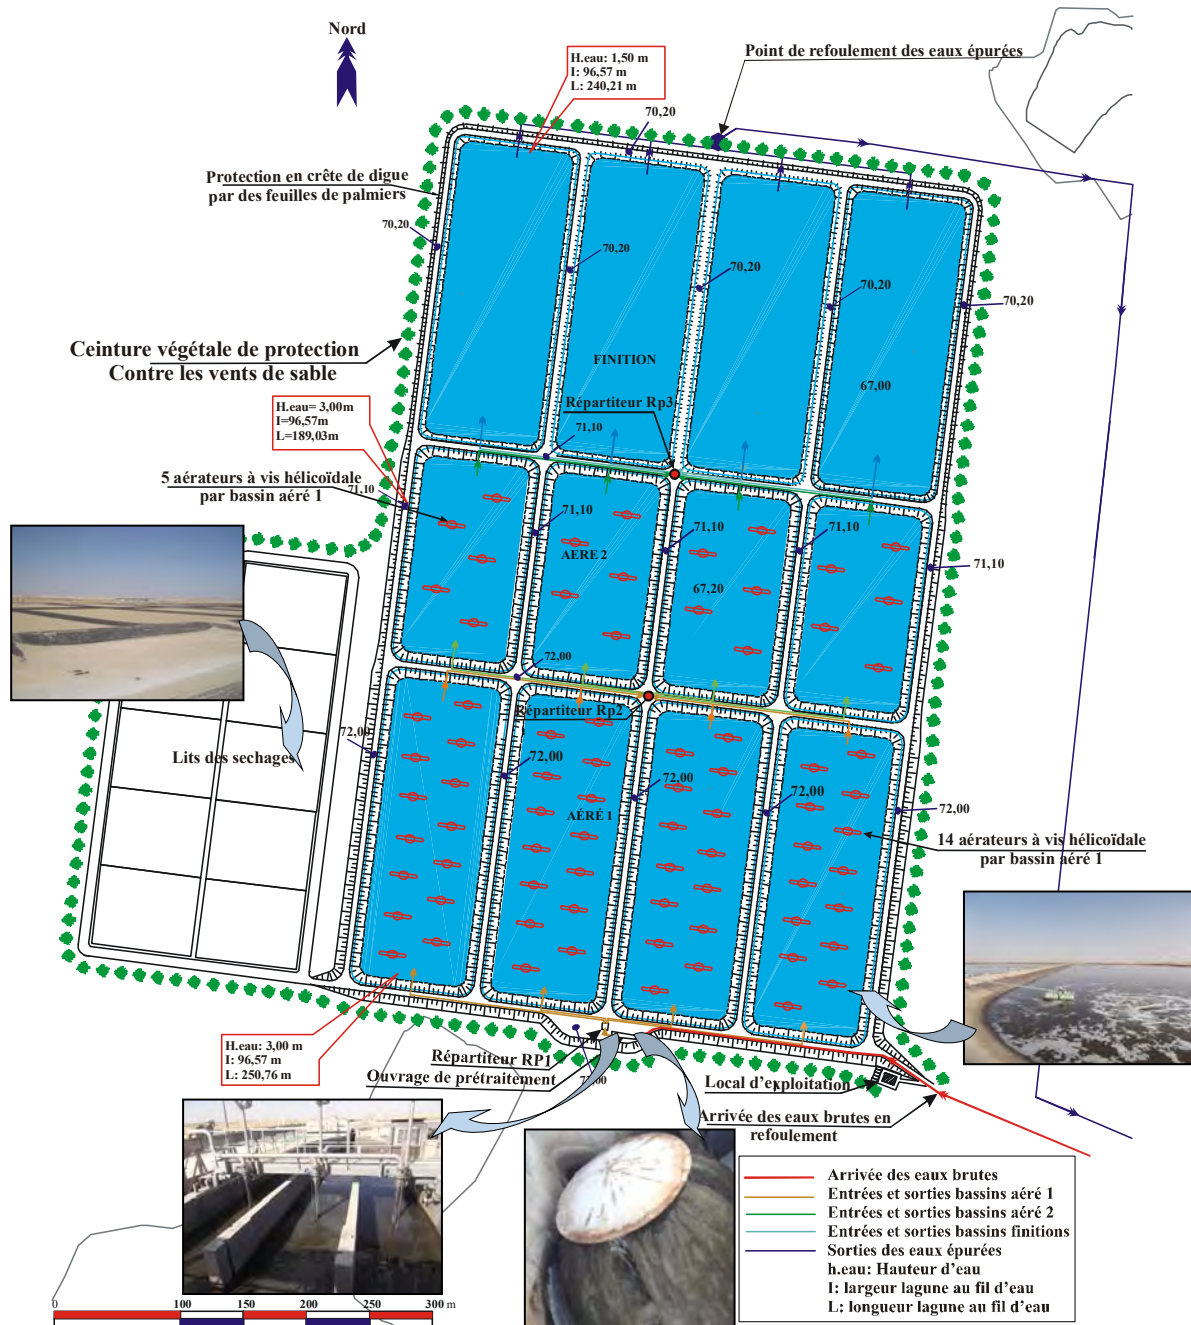 Nord
H.eau: 1,50 m
I: 96,57 m
L: 240,21 m
Point de refoulement des eaux épurées
70,20
Protection en crête de digue
par des feuilles de palmiers
70,20
70,20
70,20
70,20
70,20
Ceinture végétale de protection
Contre les vents de sable
FINITION
67,00
H.eau= 3,00m
I=96,57m
L=189,03m
Répartiteur Rp3
71,10
5 aérateurs à vis hélicoïdale
par bassin aéré 1
71,10
71,10
71,10
71,10
71,10
AERE 2
67,20
72,00
Répartiteur Rp2
72,00
Lits des sechages
72,00
72,00
72,00
72,00
AÉRÉ 1
14 aérateurs à vis hélicoïdale
par bassin aéré 1
H.eau: 3,00 m
I: 96,57 m
L: 250,76 m
Répartiteur RP1
Ouvrage de prétraitement
Local d'exploitation
Arrivée des eaux brutes en
refoulement
Arrivée des eaux brutes
Entrées et sorties bassins aéré 1
Entrées et sorties bassins aéré 2
Entrées et sorties bassins finitions
Sorties des eaux épurées
h.eau: Hauteur d'eau
I: largeur lagune au fil d'eau
L: longueur lagune au fil d'eau
0 100 150 200 250 300 m